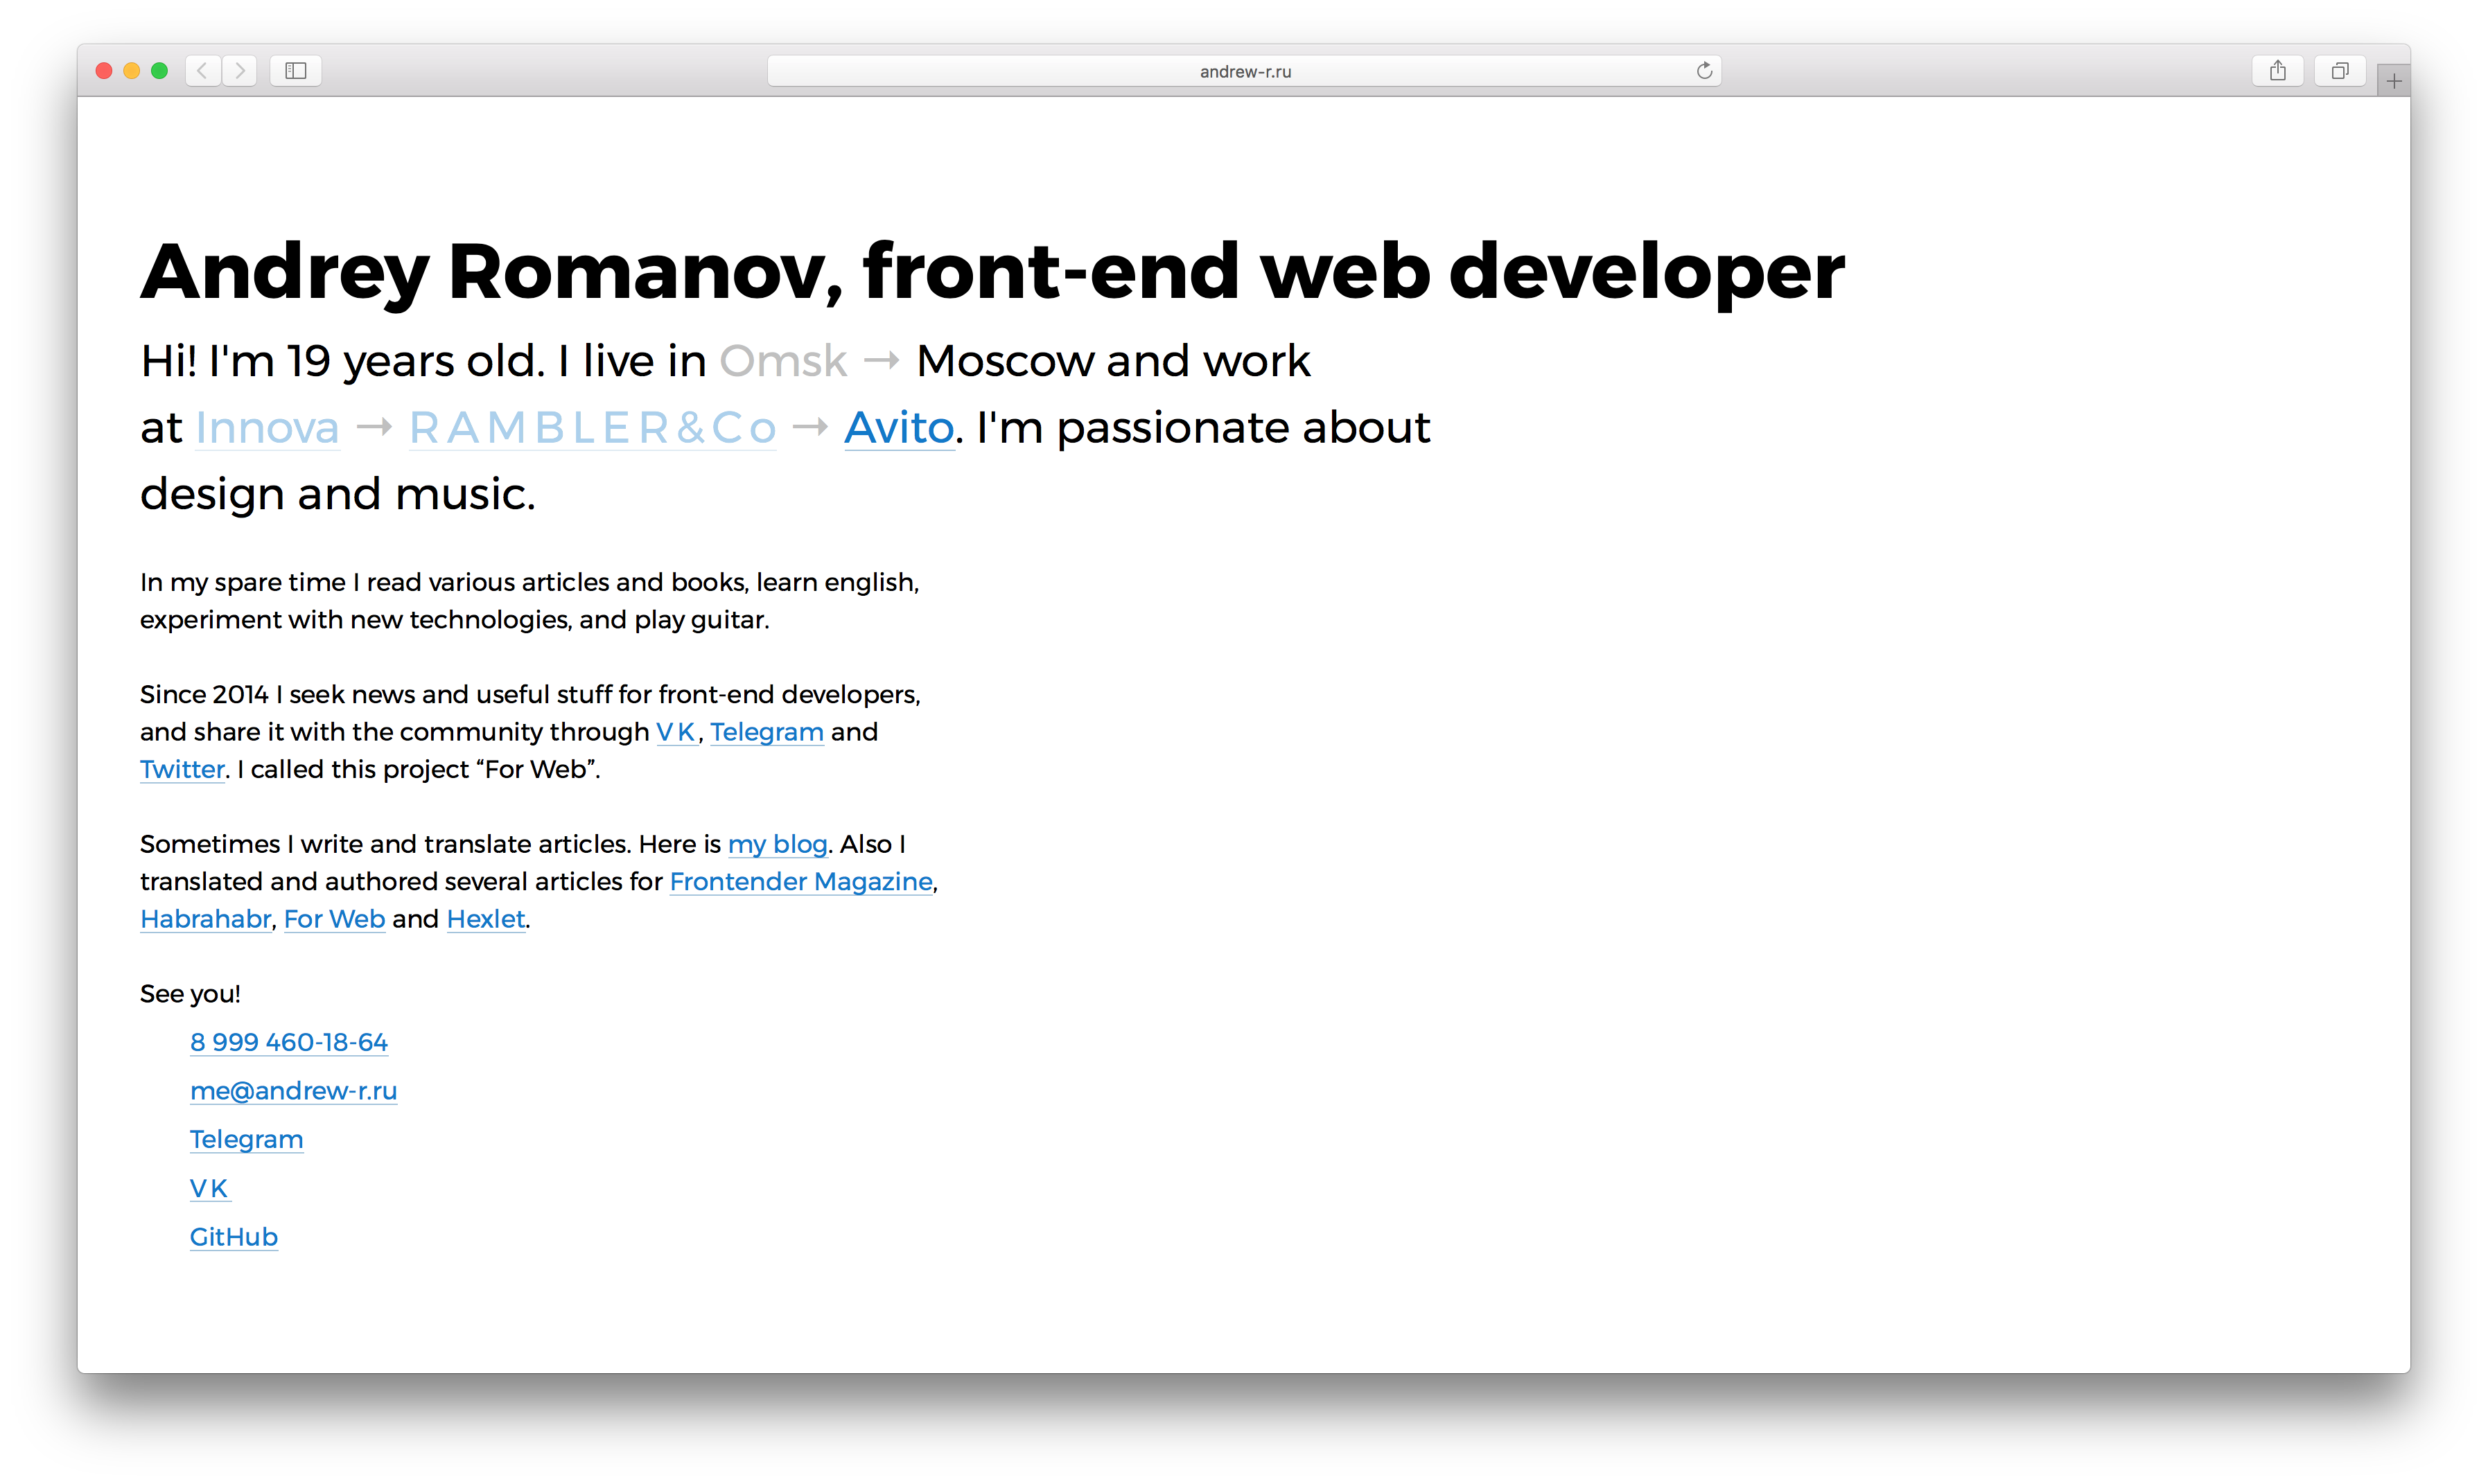 andrew-r.ru
Andrey Romanov, front-end web developer
Hi! I'm 19 years old. I live in Omsk → Moscow and work
at Innova → RAMBLER&Co → Avito. I'm passionate about
design and music.
In my spare time I read various articles and books, learn english,
experiment with new technologies, and play guitar.
Since 2014 I seek news and useful stuff for front-end developers,
and share it with the community through VK, Telegram and
Twitter. I called this project “For Web”.
Sometimes I write and translate articles. Here is my blog. Also I
translated and authored several articles for Frontender Magazine,
Habrahabr, For Web and Hexlet.
See you!
8 999 460-18-64
me@andrew-r.ru
Telegram
VK
GitHub